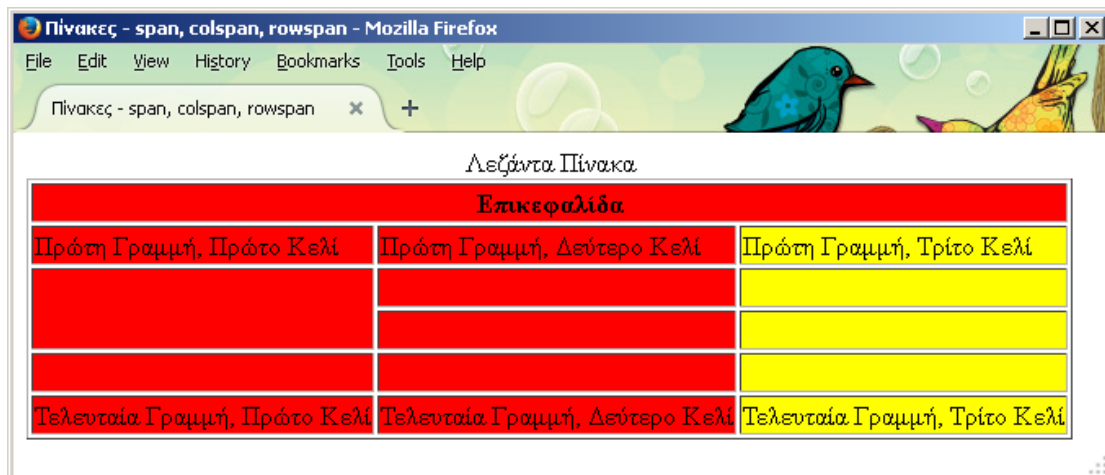 Πίνακες - span, colspan, rowspan - Mozilla Firefox
File Edit View History Bookmarks Tools Help
Πίνακες - span, colspan, rowspan
Λεζάντα Πίνακα
Επικεφαλίδα
Πρώτη Γραμμή, Πρώτο Κελί Πρώτη Γραμμή, Δεύτερο Κελί Πρώτη Γραμμή, Τρίτο Κελί
Τελευταία Γραμμή, Πρώτο Κελί Τελευταία Γραμμή, Δεύτερο Κελί Τελευταία Γραμμή, Τρίτο Κελί